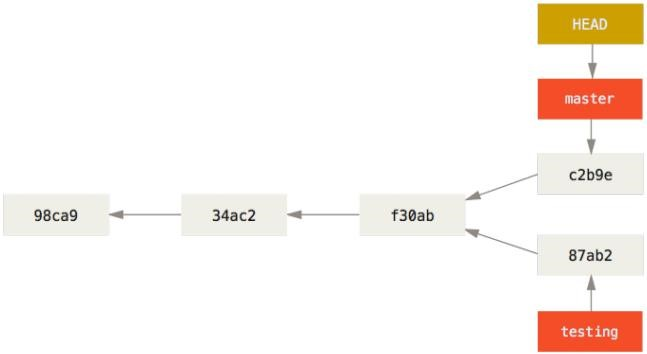 HEAD
master
c2b9e
98ca9
34ac2
f30ab
87ab2
testing